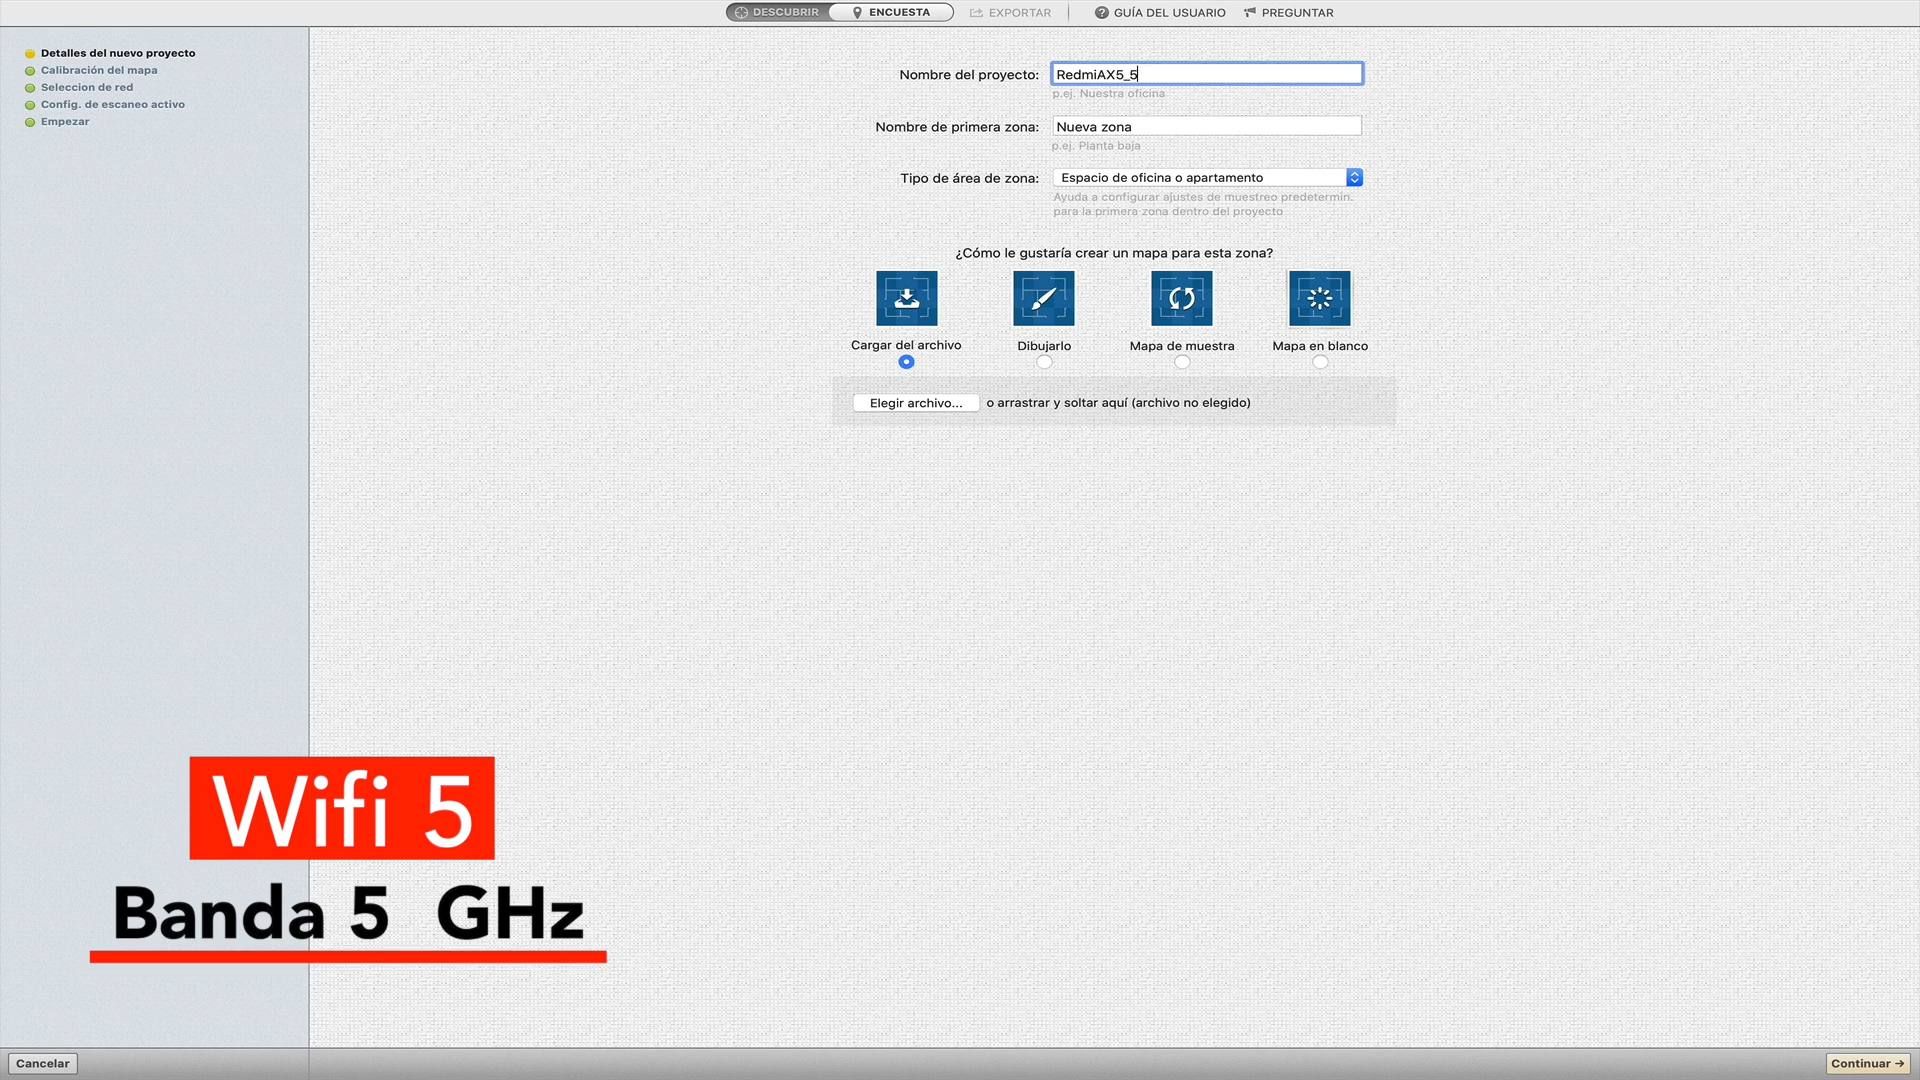 DESCUBRIR ENCUESTA EXPORTAR GUÍA DEL USUARIO PREGUNTAR
Detalles del nuevo proyecto
Calibración del mapa
Seleccion de red
Config. de escaneo activo
Empezar
Nombre del proyecto: RedmiAX5_5
p.ej. Nuestra oficina
Nombre de primera zona: Nueva zona
p.ej. Planta baja
Tipo de área de zona: Espacio de oficina o apartamento
Ayuda a configurar ajustes de muestreo predetermin.
para la primera zona dentro del proyecto
¿Cómo le gustaría crear un mapa para esta zona?
Cargar del archivo Dibujarlo Mapa de muestra Mapa en blanco
Elegir archivo... o arrastrar y soltar aquí (archivo no elegido)
Wifi 5
Banda 5 GHz
Cancelar Continuar →